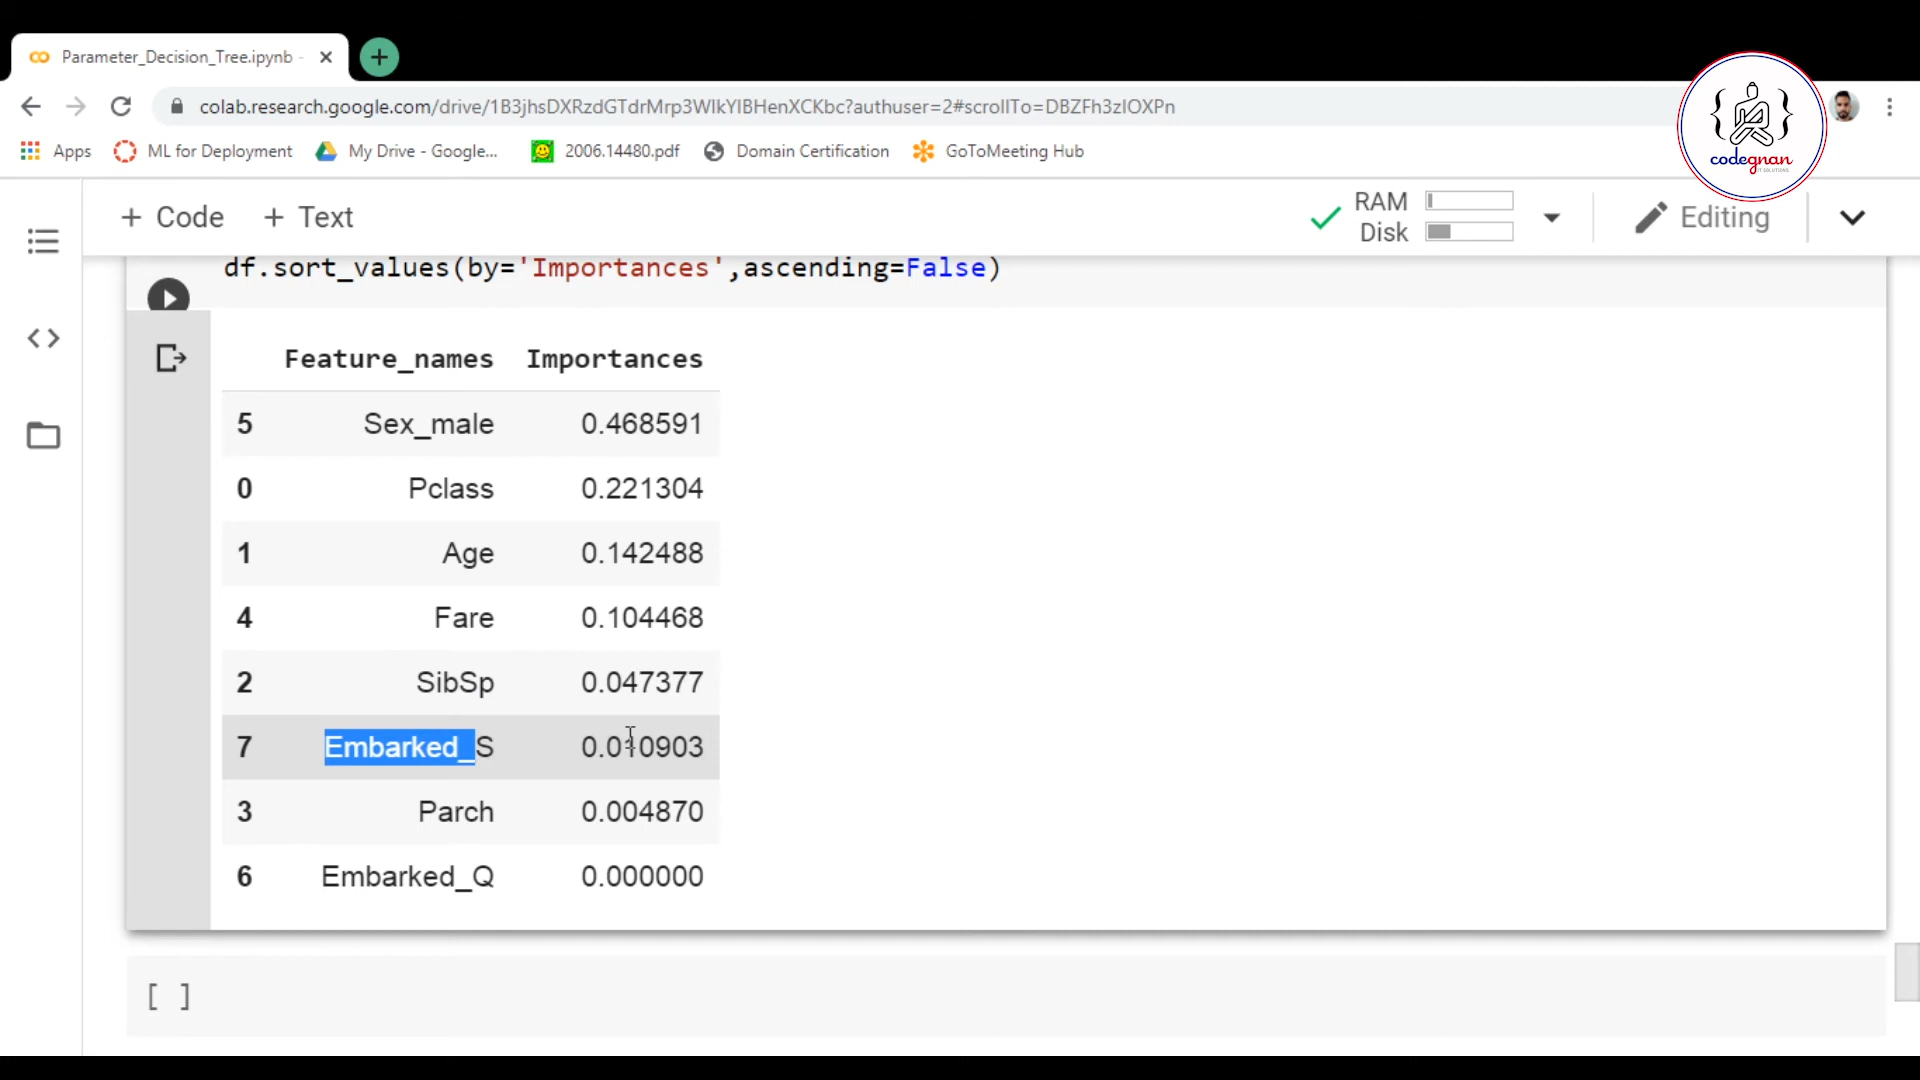 Parameter_Decision_Tree.ipynb -
colab.research.google.com/drive/1B3jhsDXRzdGTdrMrp3WIkYIBHenXCKbc?authuser=2#scrollTo=DBZFh3zIOXPn
Apps ML for Deployment My Drive - Google... 2006.14480.pdf Domain Certification GoToMeeting Hub
codegnan
IT SOLUTIONS
+ Code + Text
RAM
Disk
Editing
df.sort_values(by='Importances',ascending=False)
Feature_names Importances
5 Sex_male 0.468591
0 Pclass 0.221304
1 Age 0.142488
4 Fare 0.104468
2 SibSp 0.047377
7 Embarked_S 0.010903
3 Parch 0.004870
6 Embarked_Q 0.000000
[ ]